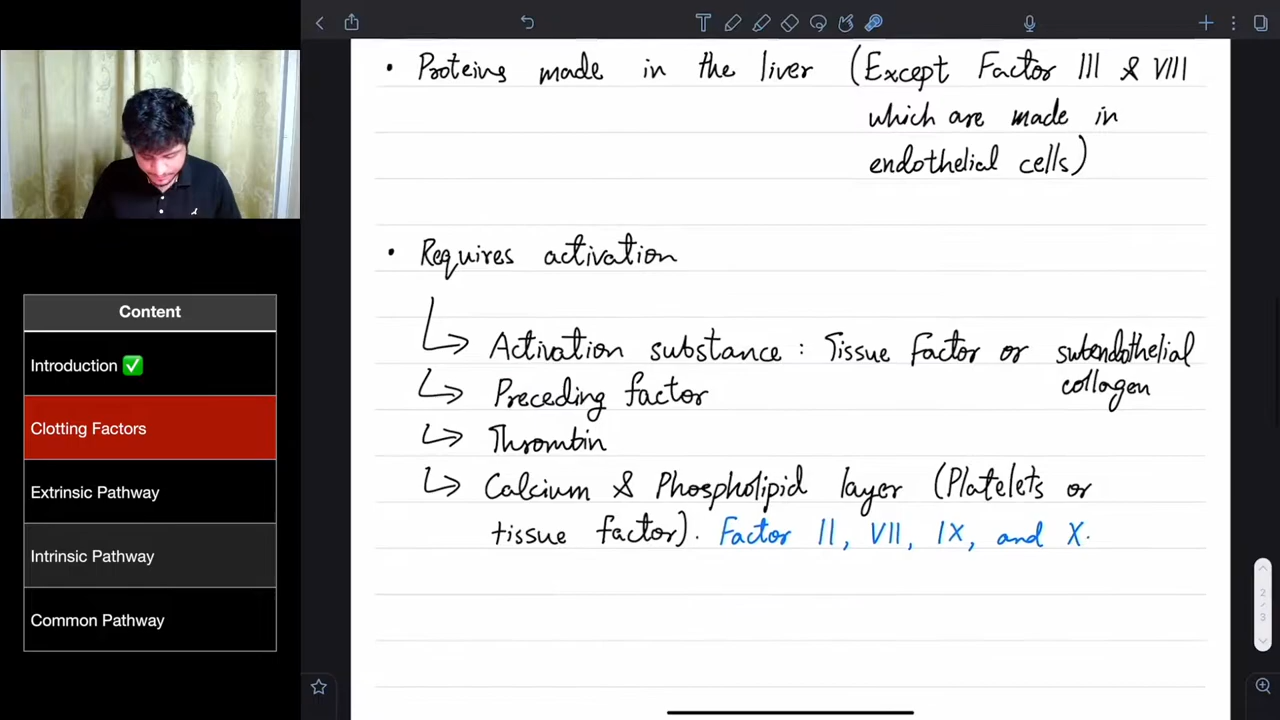 • Proteins made in the liver (Except Factor III & VIII
which are made in
endothelial cells)
• Requires activation
↳ Activation substance : Tissue Factor or subendothelial
collagen
↳ Preceding factor
↳ Thrombin
↳ Calcium & Phospholipid layer (Platelets or
tissue factor). Factor II, VII, IX, and X.
Content
Introduction ✅
Clotting Factors
Extrinsic Pathway
Intrinsic Pathway
Common Pathway
2
/
3